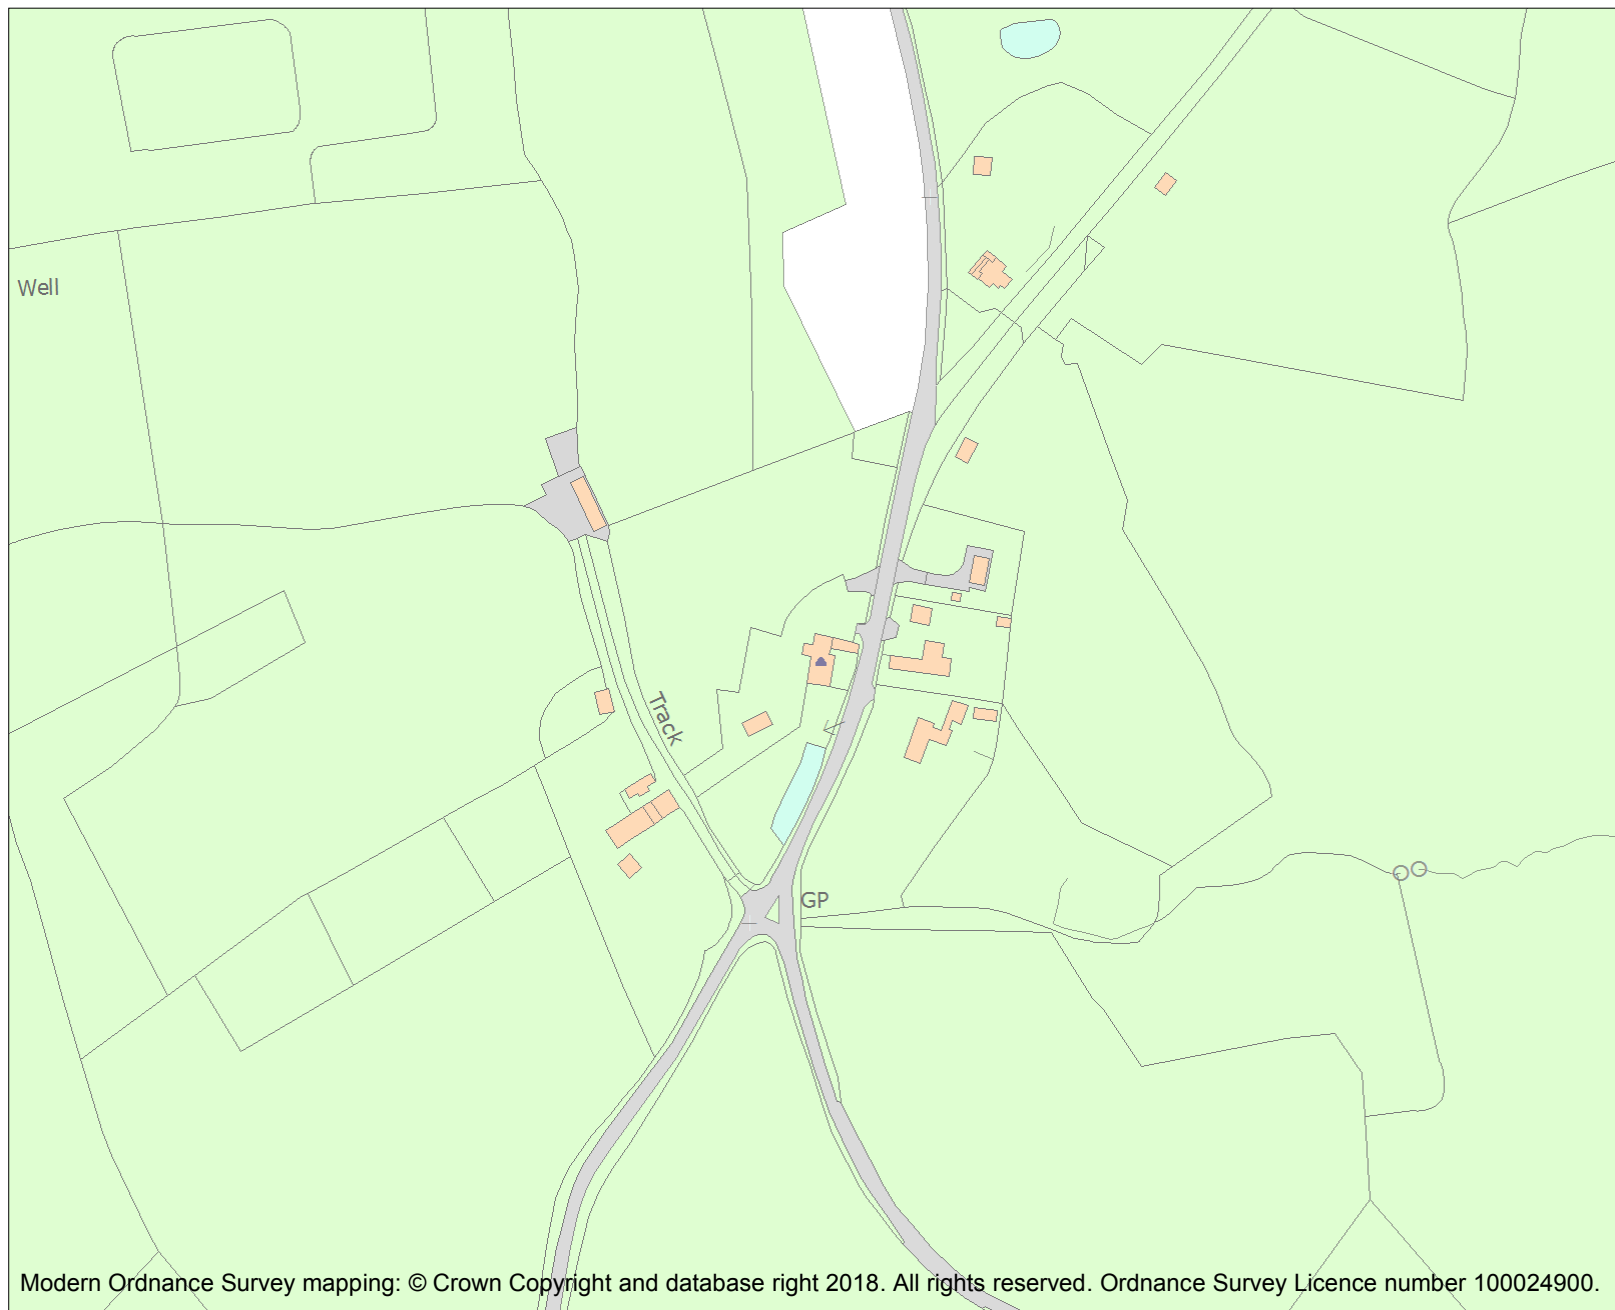 Well
Track
GP
Modern Ordnance Survey mapping: © Crown Copyright and database right 2018. All rights reserved. Ordnance Survey Licence number 100024900.